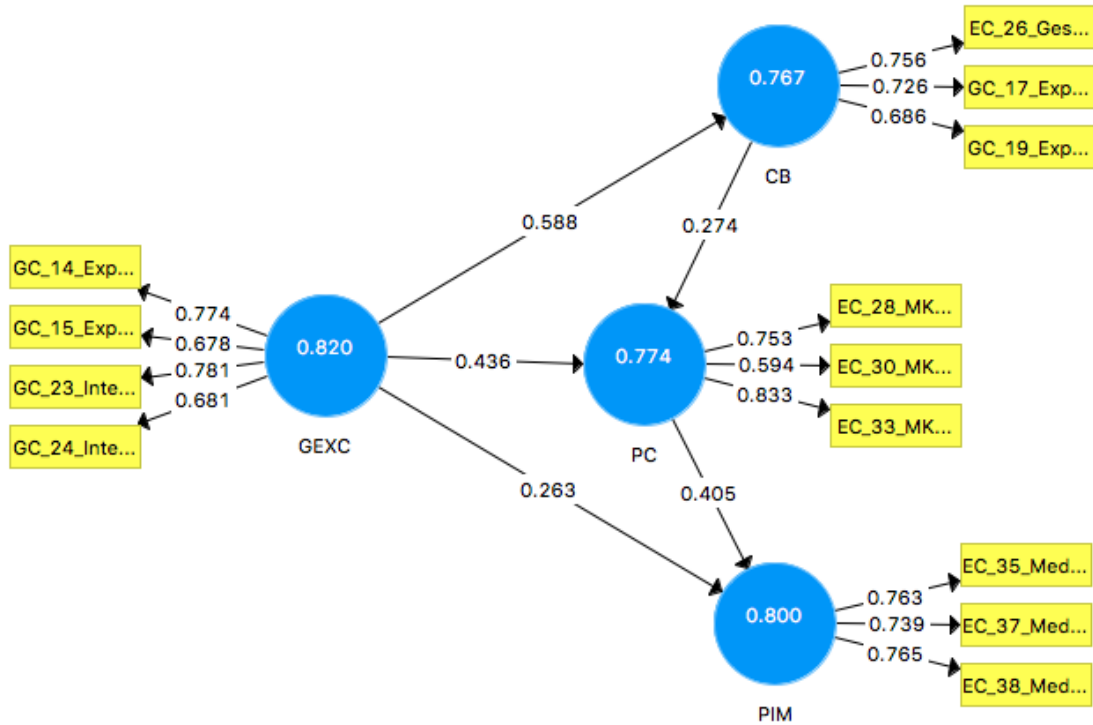 EC_26_Ges...
0.756
0.767
0.726
GC_17_Exp...
0.686
GC_19_Exp...
CB
0.588
0.274
GC_14_Exp...
0.774
GC_15_Exp...
0.678
0.820
GC_23_Inte...
0.781
0.681
GC_24_Inte...
GEXC
0.436
EC_28_MK...
0.753
0.774
0.594
EC_30_MK...
0.833
EC_33_MK...
PC
0.263
0.405
EC_35_Med...
0.763
0.800
0.739
EC_37_Med...
0.765
EC_38_Med...
PIM